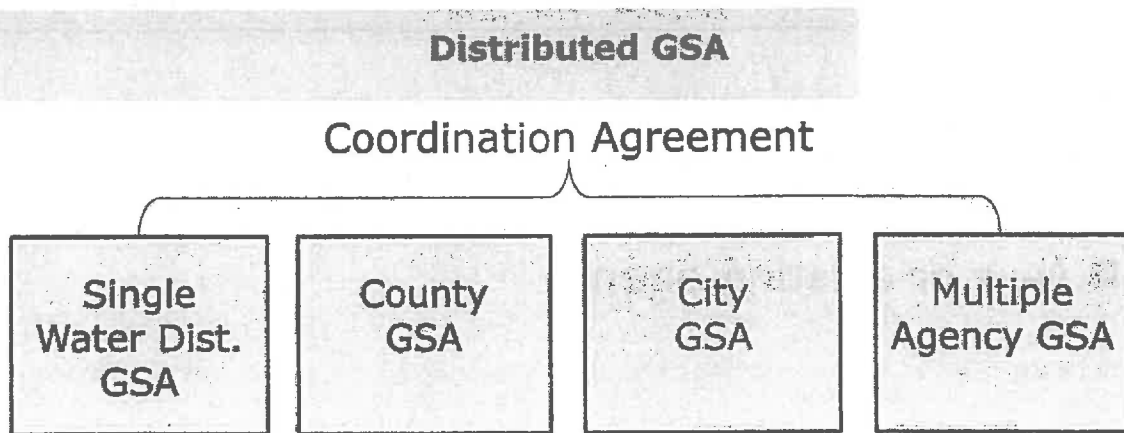 Distributed GSA
Coordination Agreement
Single
Water Dist.
GSA
County
GSA
City
GSA
Multiple
Agency GSA